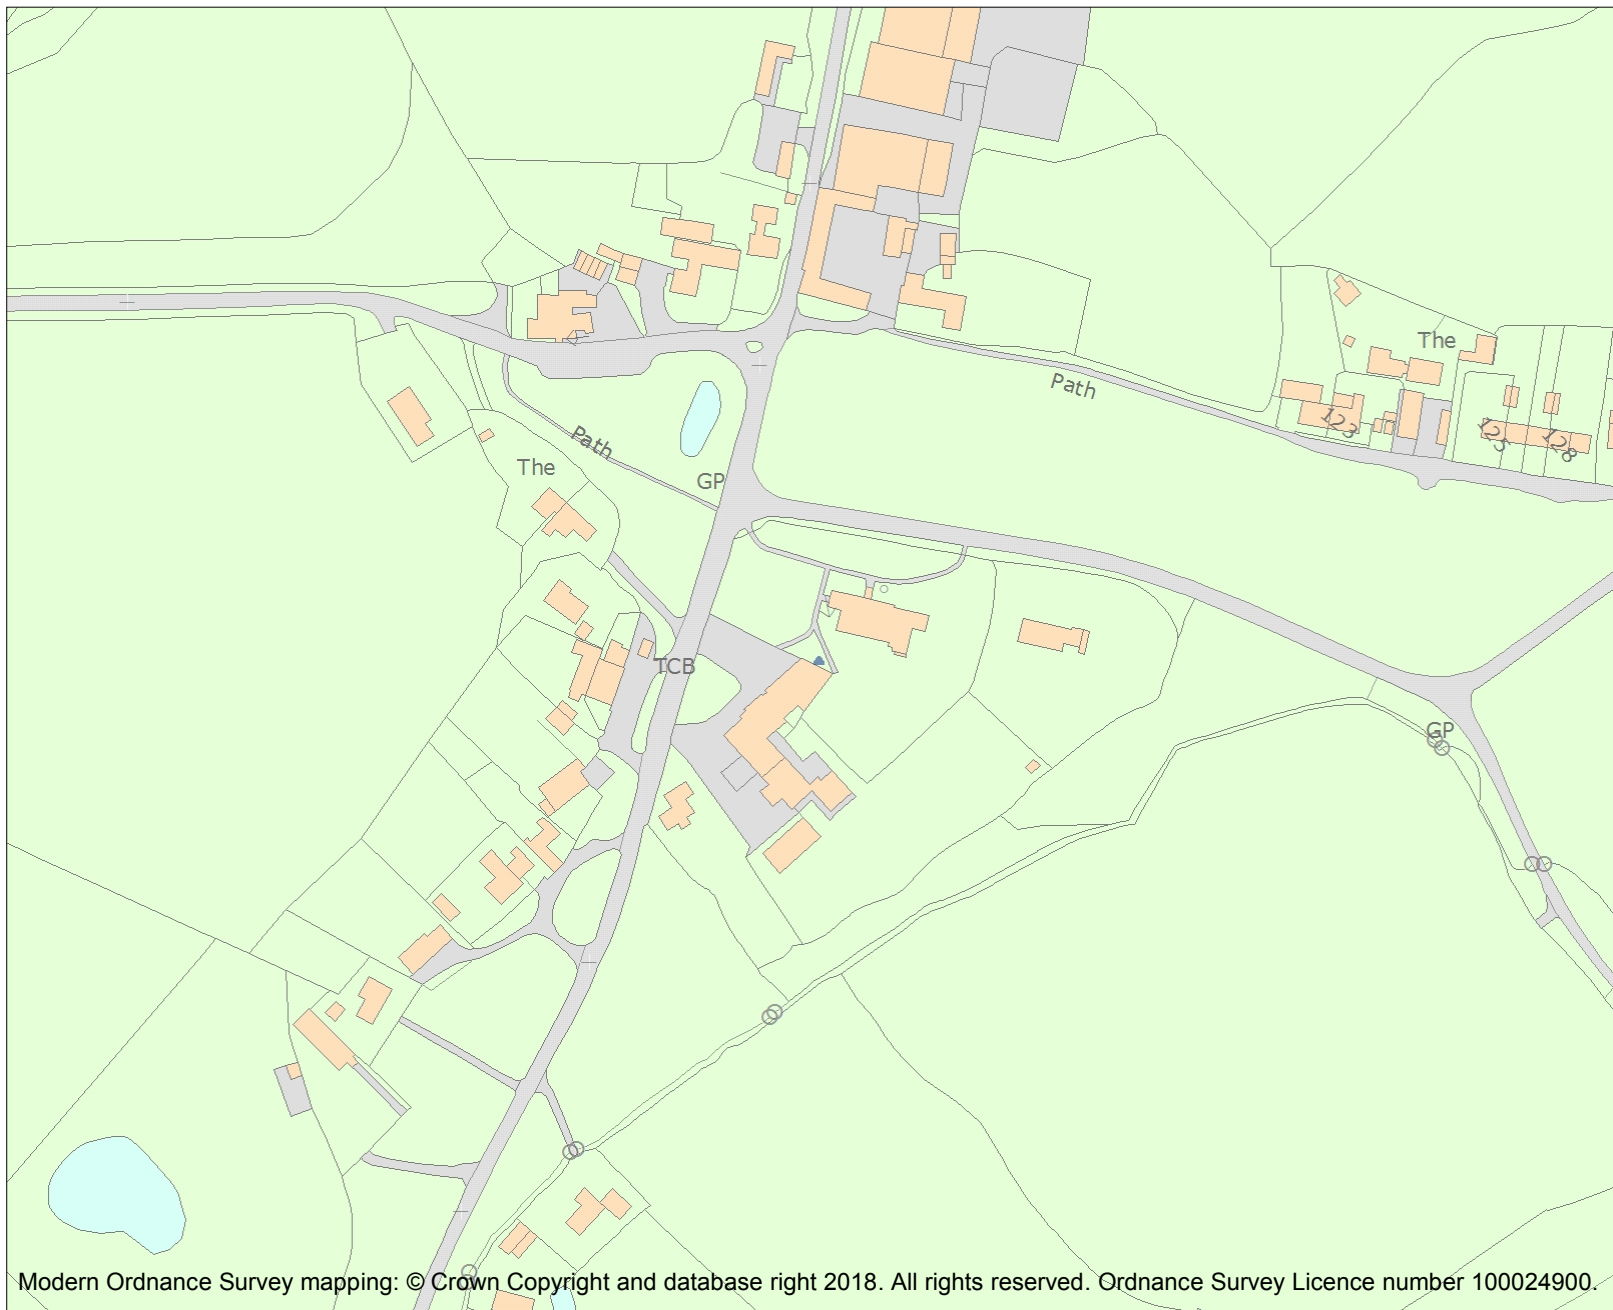 The
Path
123
125
128
Path
The
GP
TCB
GP
Modern Ordnance Survey mapping: © Crown Copyright and database right 2018. All rights reserved. Ordnance Survey Licence number 100024900.